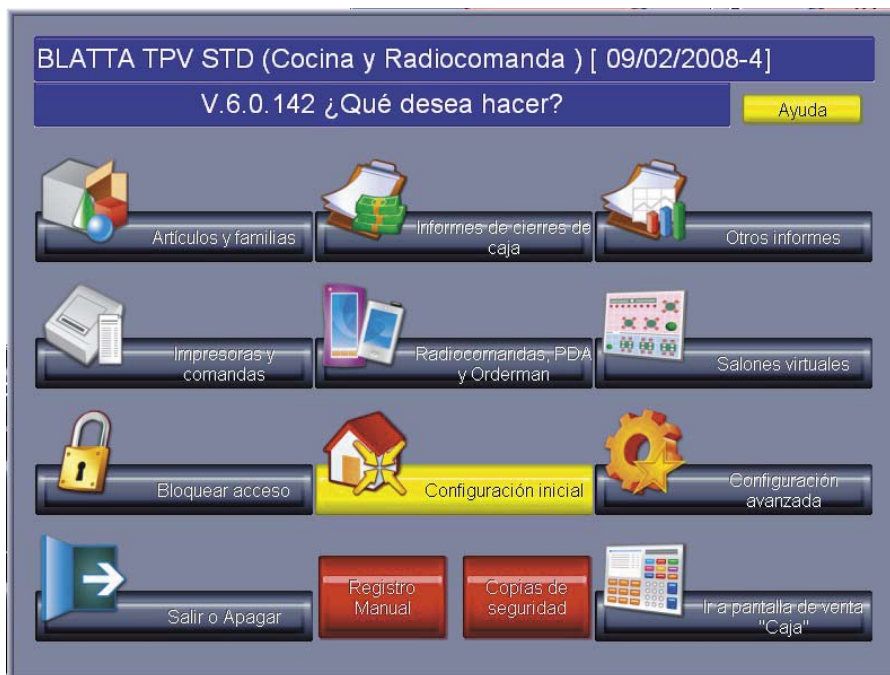 BLATTA TPV STD (Cocina y Radiocomanda ) [ 09/02/2008-4]
V.6.0.142 ¿Qué desea hacer?
Ayuda
Artículos y familias
Informes de cierres de
caja
Otros informes
Impresoras y
comandas
Radiocomandas, PDA
y Orderman
Salones virtuales
Bloquear acceso
Configuración inicial
Configuración
avanzada
Salir o Apagar
Registro
Manual
Copias de
seguridad
Ir a pantalla de venta
"Caja"